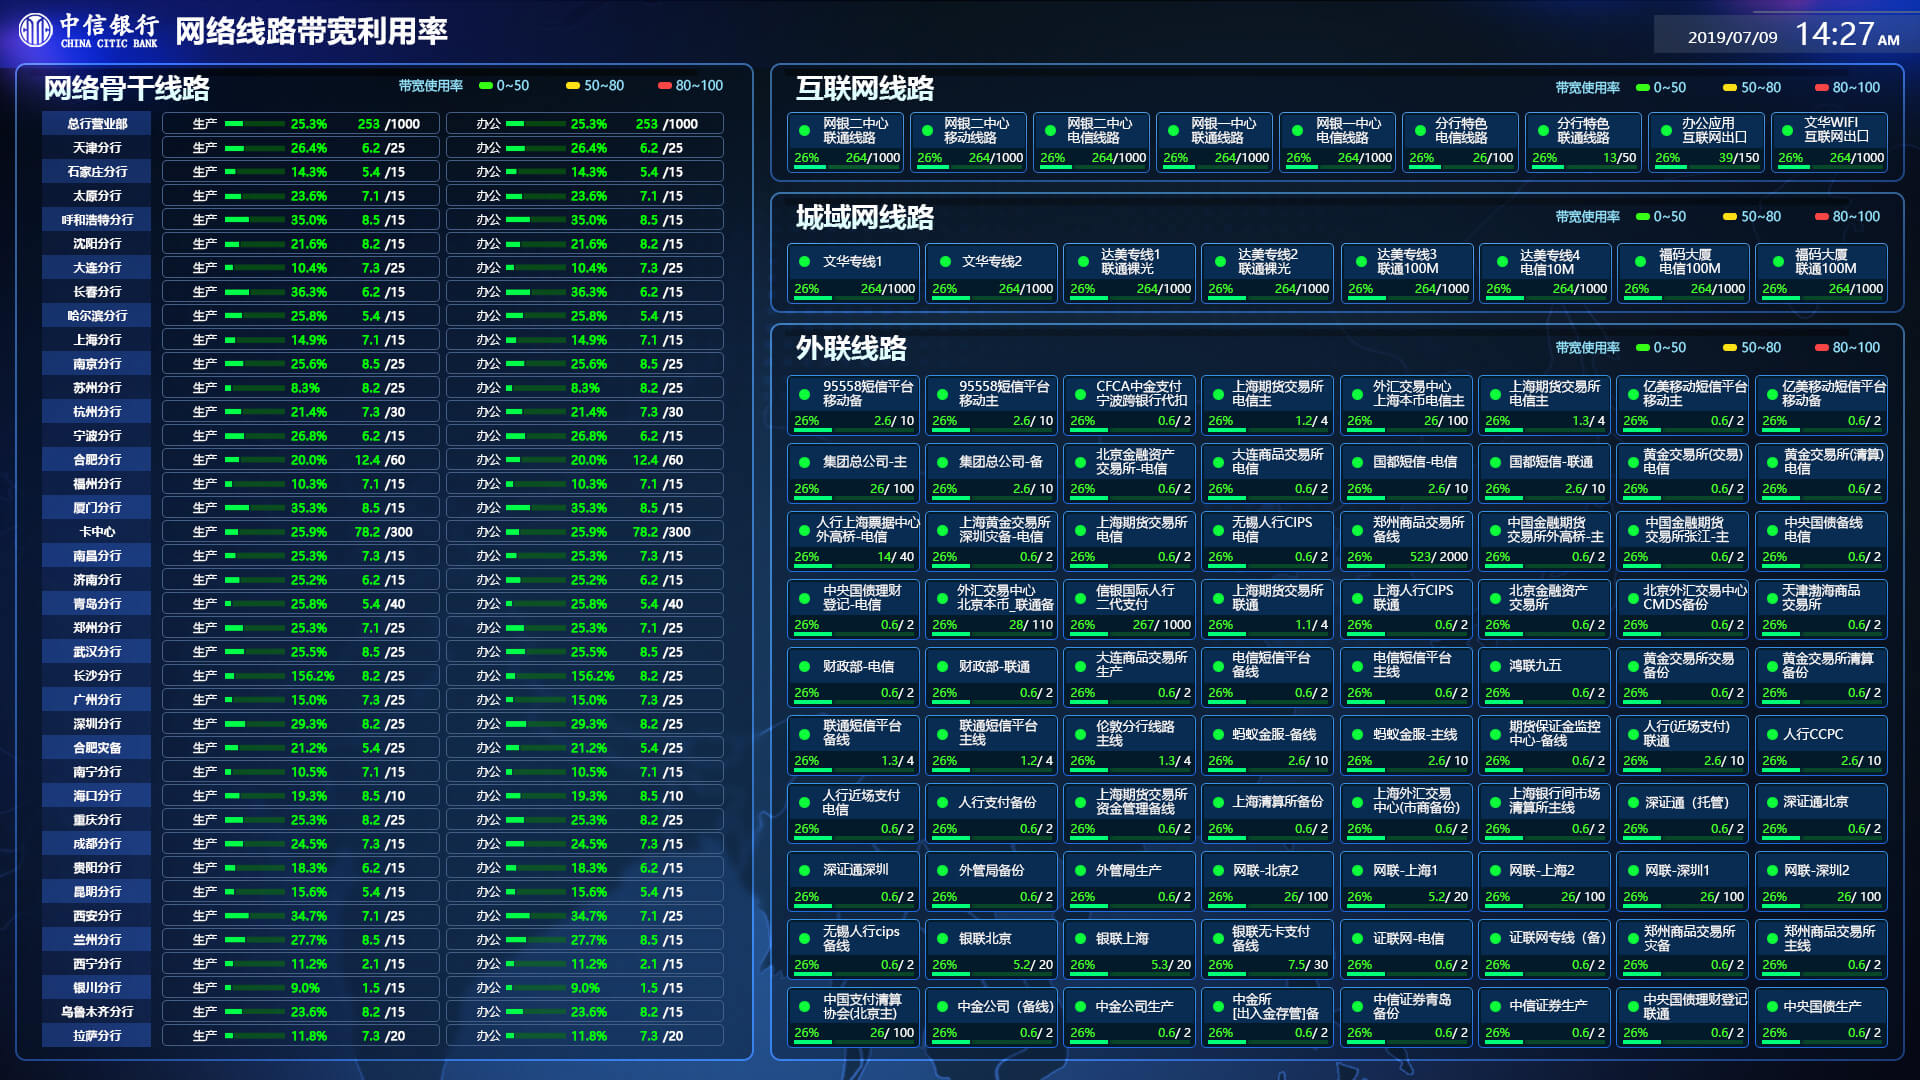 中信银行
CHINA CITIC BANK
网络线路带宽利用率
2019/07/09 14:27 AM
网络骨干线路
带宽使用率 0~50 50~80 80~100
总行营业部 生产 25.3% 253 /1000 办公 25.3% 253 /1000
天津分行 生产 26.4% 6.2 /25 办公 26.4% 6.2 /25
石家庄分行 生产 14.3% 5.4 /15 办公 14.3% 5.4 /15
太原分行 生产 23.6% 7.1 /15 办公 23.6% 7.1 /15
呼和浩特分行 生产 35.0% 8.5 /15 办公 35.0% 8.5 /15
沈阳分行 生产 21.6% 8.2 /15 办公 21.6% 8.2 /15
大连分行 生产 10.4% 7.3 /25 办公 10.4% 7.3 /25
长春分行 生产 36.3% 6.2 /15 办公 36.3% 6.2 /15
哈尔滨分行 生产 25.8% 5.4 /15 办公 25.8% 5.4 /15
上海分行 生产 14.9% 7.1 /15 办公 14.9% 7.1 /15
南京分行 生产 25.6% 8.5 /25 办公 25.6% 8.5 /25
苏州分行 生产 8.3% 8.2 /25 办公 8.3% 8.2 /25
杭州分行 生产 21.4% 7.3 /30 办公 21.4% 7.3 /30
宁波分行 生产 26.8% 6.2 /15 办公 26.8% 6.2 /15
合肥分行 生产 20.0% 12.4 /60 办公 20.0% 12.4 /60
福州分行 生产 10.3% 7.1 /15 办公 10.3% 7.1 /15
厦门分行 生产 35.3% 8.5 /15 办公 35.3% 8.5 /15
卡中心 生产 25.9% 78.2 /300 办公 25.9% 78.2 /300
南昌分行 生产 25.3% 7.3 /15 办公 25.3% 7.3 /15
济南分行 生产 25.2% 6.2 /15 办公 25.2% 6.2 /15
青岛分行 生产 25.8% 5.4 /40 办公 25.8% 5.4 /40
郑州分行 生产 25.3% 7.1 /25 办公 25.3% 7.1 /25
武汉分行 生产 25.5% 8.5 /25 办公 25.5% 8.5 /25
长沙分行 生产 156.2% 8.2 /25 办公 156.2% 8.2 /25
广州分行 生产 15.0% 7.3 /25 办公 15.0% 7.3 /25
深圳分行 生产 29.3% 8.2 /25 办公 29.3% 8.2 /25
合肥灾备 生产 21.2% 5.4 /25 办公 21.2% 5.4 /25
南宁分行 生产 10.5% 7.1 /15 办公 10.5% 7.1 /15
海口分行 生产 19.3% 8.5 /10 办公 19.3% 8.5 /10
重庆分行 生产 25.3% 8.2 /25 办公 25.3% 8.2 /25
成都分行 生产 24.5% 7.3 /15 办公 24.5% 7.3 /15
贵阳分行 生产 18.3% 6.2 /15 办公 18.3% 6.2 /15
昆明分行 生产 15.6% 5.4 /15 办公 15.6% 5.4 /15
西安分行 生产 34.7% 7.1 /25 办公 34.7% 7.1 /25
兰州分行 生产 27.7% 8.5 /15 办公 27.7% 8.5 /15
西宁分行 生产 11.2% 2.1 /15 办公 11.2% 2.1 /15
银川分行 生产 9.0% 1.5 /15 办公 9.0% 1.5 /15
乌鲁木齐分行 生产 23.6% 8.2 /15 办公 23.6% 8.2 /15
拉萨分行 生产 11.8% 7.3 /20 办公 11.8% 7.3 /20
互联网线路
带宽使用率 0~50 50~80 80~100
网银二中心 网银二中心 网银二中心 网银一中心 网银一中心 分行特色 分行特色 办公应用 文华WIFI
联通线路 移动线路 电信线路 联通线路 电信线路 电信线路 联通线路 互联网出口 互联网出口
26% 264/1000 26% 264/1000 26% 264/1000 26% 264/1000 26% 264/1000 26% 26/100 26% 13/50 26% 39/150 26% 264/1000
城域网线路
带宽使用率 0~50 50~80 80~100
文华专线1 文华专线2 达美专线1 达美专线2 达美专线3 达美专线4 福码大厦 福码大厦
联通裸光 联通裸光 联通100M 电信10M 电信100M 联通100M
26% 264/1000 26% 264/1000 26% 264/1000 26% 264/1000 26% 264/1000 26% 264/1000 26% 264/1000 26% 264/1000
外联线路
带宽使用率 0~50 50~80 80~100
95558短信平台 95558短信平台 CFCA中金支付 上海期货交易所 外汇交易中心 上海期货交易所 亿美移动短信平台 亿美移动短信平台
移动备 移动主 宁波跨银行代扣 电信主 上海本币电信主 电信主 移动主 移动备
26% 2.6/ 10 26% 2.6/ 10 26% 0.6/ 2 26% 1.2/ 4 26% 26/ 100 26% 1.3/ 4 26% 0.6/ 2 26% 0.6/ 2
集团总公司-主 集团总公司-备 北京金融资产 大连商品交易所 国都短信-电信 国都短信-联通 黄金交易所(交易) 黄金交易所(清算)
交易所-电信 电信 电信 电信
26% 26/ 100 26% 2.6/ 10 26% 0.6/ 2 26% 0.6/ 2 26% 2.6/ 10 26% 2.6/ 10 26% 0.6/ 2 26% 0.6/ 2
人行上海票据中心 上海黄金交易所 上海期货交易所 无锡人行CIPS 郑州商品交易所 中国金融期货 中国金融期货 中央国债备线
外高桥-电信 深圳灾备-电信 电信 电信 备线 交易所外高桥-主 交易所张江-主 电信
26% 14/ 40 26% 0.6/ 2 26% 0.6/ 2 26% 0.6/ 2 26% 523/ 2000 26% 0.6/ 2 26% 0.6/ 2 26% 0.6/ 2
中央国债理财 外汇交易中心 信银国际人行 上海期货交易所 上海人行CIPS 北京金融资产 北京外汇交易中心 天津渤海商品
登记-电信 北京本币_联通备 二代支付 联通 联通 交易所 CMDS备份 交易所
26% 0.6/ 2 26% 28/ 110 26% 267/ 1000 26% 1.1/ 4 26% 0.6/ 2 26% 0.6/ 2 26% 0.6/ 2 26% 0.6/ 2
财政部-电信 财政部-联通 大连商品交易所 电信短信平台 电信短信平台 鸿联九五 黄金交易所交易 黄金交易所清算
生产 备线 主线 备份 备份
26% 0.6/ 2 26% 0.6/ 2 26% 0.6/ 2 26% 0.6/ 2 26% 0.6/ 2 26% 0.6/ 2 26% 0.6/ 2 26% 0.6/ 2
联通短信平台 联通短信平台 伦敦分行线路 蚂蚁金服-备线 蚂蚁金服-主线 期货保证金监控 人行(近场支付) 人行CCPC
备线 主线 主线 中心-备线 联通
26% 1.3/ 4 26% 1.2/ 4 26% 1.3/ 4 26% 2.6/ 10 26% 2.6/ 10 26% 0.6/ 2 26% 2.6/ 10 26% 2.6/ 10
人行近场支付 人行支付备份 上海期货交易所 上海清算所备份 上海外汇交易 上海银行间市场 深证通（托管） 深证通北京
电信 资金管理备线 中心(市商备份) 清算所主线
26% 0.6/ 2 26% 0.6/ 2 26% 0.6/ 2 26% 0.6/ 2 26% 0.6/ 2 26% 0.6/ 2 26% 0.6/ 2 26% 0.6/ 2
深证通深圳 外管局备份 外管局生产 网联-北京2 网联-上海1 网联-上海2 网联-深圳1 网联-深圳2
26% 0.6/ 2 26% 0.6/ 2 26% 0.6/ 2 26% 26/ 100 26% 5.2/ 20 26% 26/ 100 26% 26/ 100 26% 26/ 100
无锡人行cips 银联北京 银联上海 银联无卡支付 证联网-电信 证联网专线（备） 郑州商品交易所 郑州商品交易所
备线 备线 灾备 主线
26% 0.6/ 2 26% 5.2/ 20 26% 5.3/ 20 26% 7.5/ 30 26% 0.6/ 2 26% 0.6/ 2 26% 0.6/ 2 26% 0.6/ 2
中国支付清算 中金公司（备线） 中金公司生产 中金所 中信证券青岛 中信证券生产 中央国债理财登记 中央国债生产
协会(北京主) [出入金存管]备 备份 联通
26% 26/ 100 26% 0.6/ 2 26% 0.6/ 2 26% 0.6/ 2 26% 0.6/ 2 26% 0.6/ 2 26% 0.6/ 2 26% 0.6/ 2